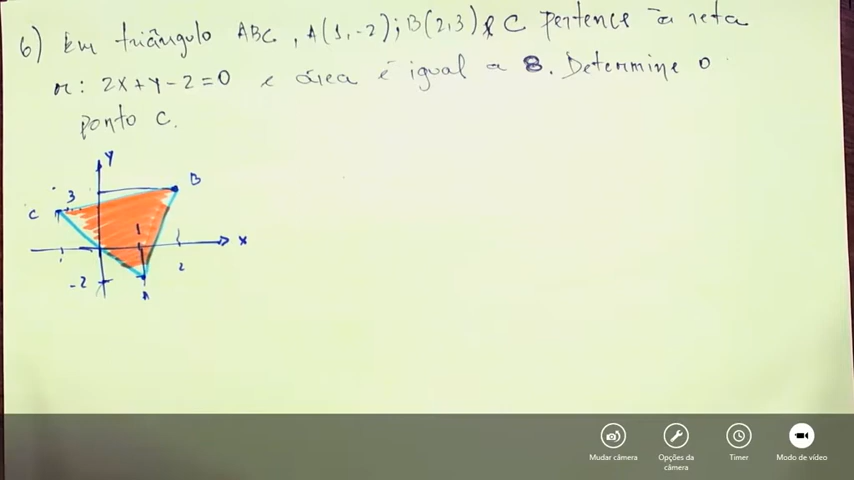 6) Em triângulo ABC, A(1,-2); B(2,3) e C pertence à reta
r: 2x+y-2=0 e área é igual a 8. Determine o
ponto C.
y
B
3
C
1
x
2
-2
A
Mudar câmera
Opções da câmera
Timer
Modo de vídeo